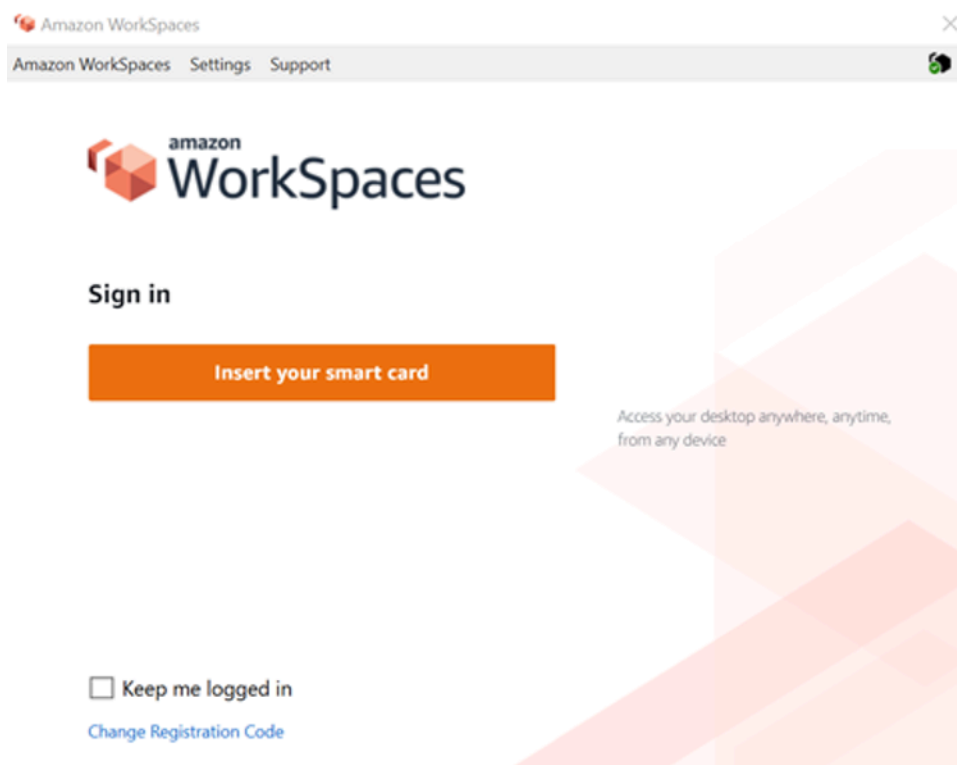 Amazon WorkSpaces
Amazon WorkSpaces Settings Support
amazon
WorkSpaces
Sign in
Insert your smart card
Access your desktop anywhere, anytime,
from any device
Keep me logged in
Change Registration Code